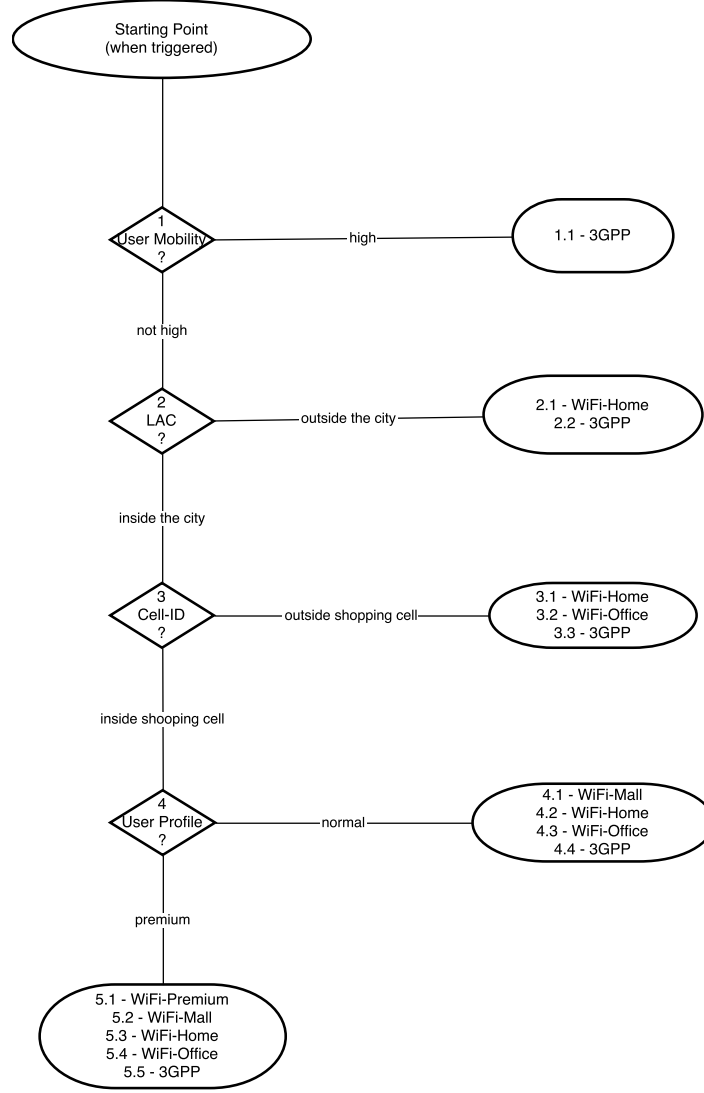 Starting Point
(when triggered)
1
User Mobility
?
high
1.1 - 3GPP
not high
2
LAC
?
outside the city
2.1 - WiFi-Home
2.2 - 3GPP
inside the city
3
Cell-ID
?
outside shopping cell
3.1 - WiFi-Home
3.2 - WiFi-Office
3.3 - 3GPP
inside shooping cell
4
User Profile
?
normal
4.1 - WiFi-Mall
4.2 - WiFi-Home
4.3 - WiFi-Office
4.4 - 3GPP
premium
5.1 - WiFi-Premium
5.2 - WiFi-Mall
5.3 - WiFi-Home
5.4 - WiFi-Office
5.5 - 3GPP